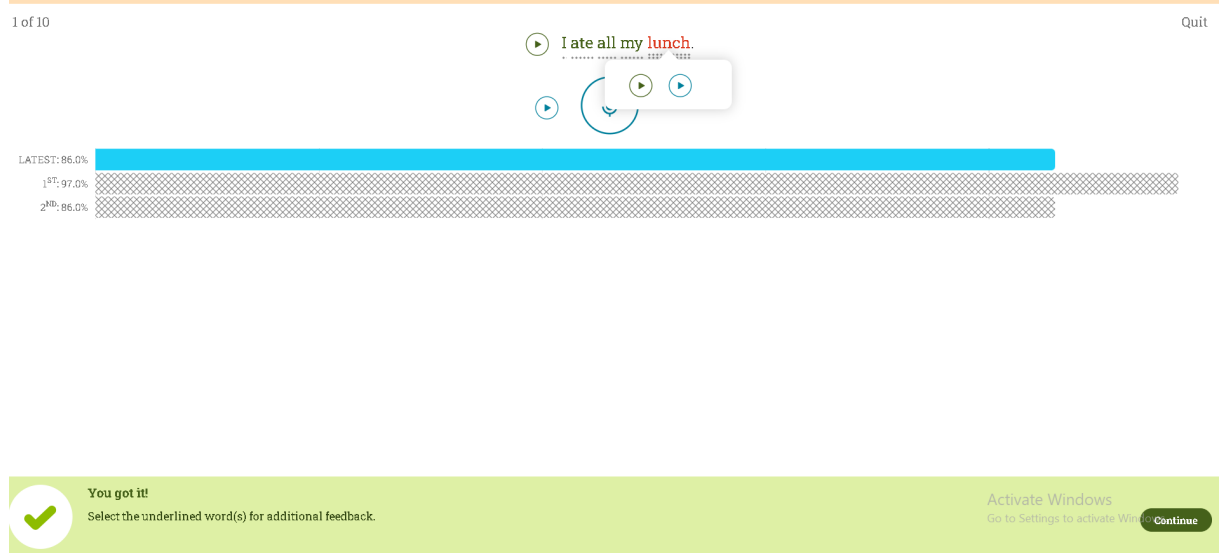 1 of 10
Quit
I ate all my lunch.
LATEST: 86.0%
1ST: 97.0%
2ND: 86.0%
You got it!
Select the underlined word(s) for additional feedback.
Activate Windows
Go to Settings to activate Windows.
Continue